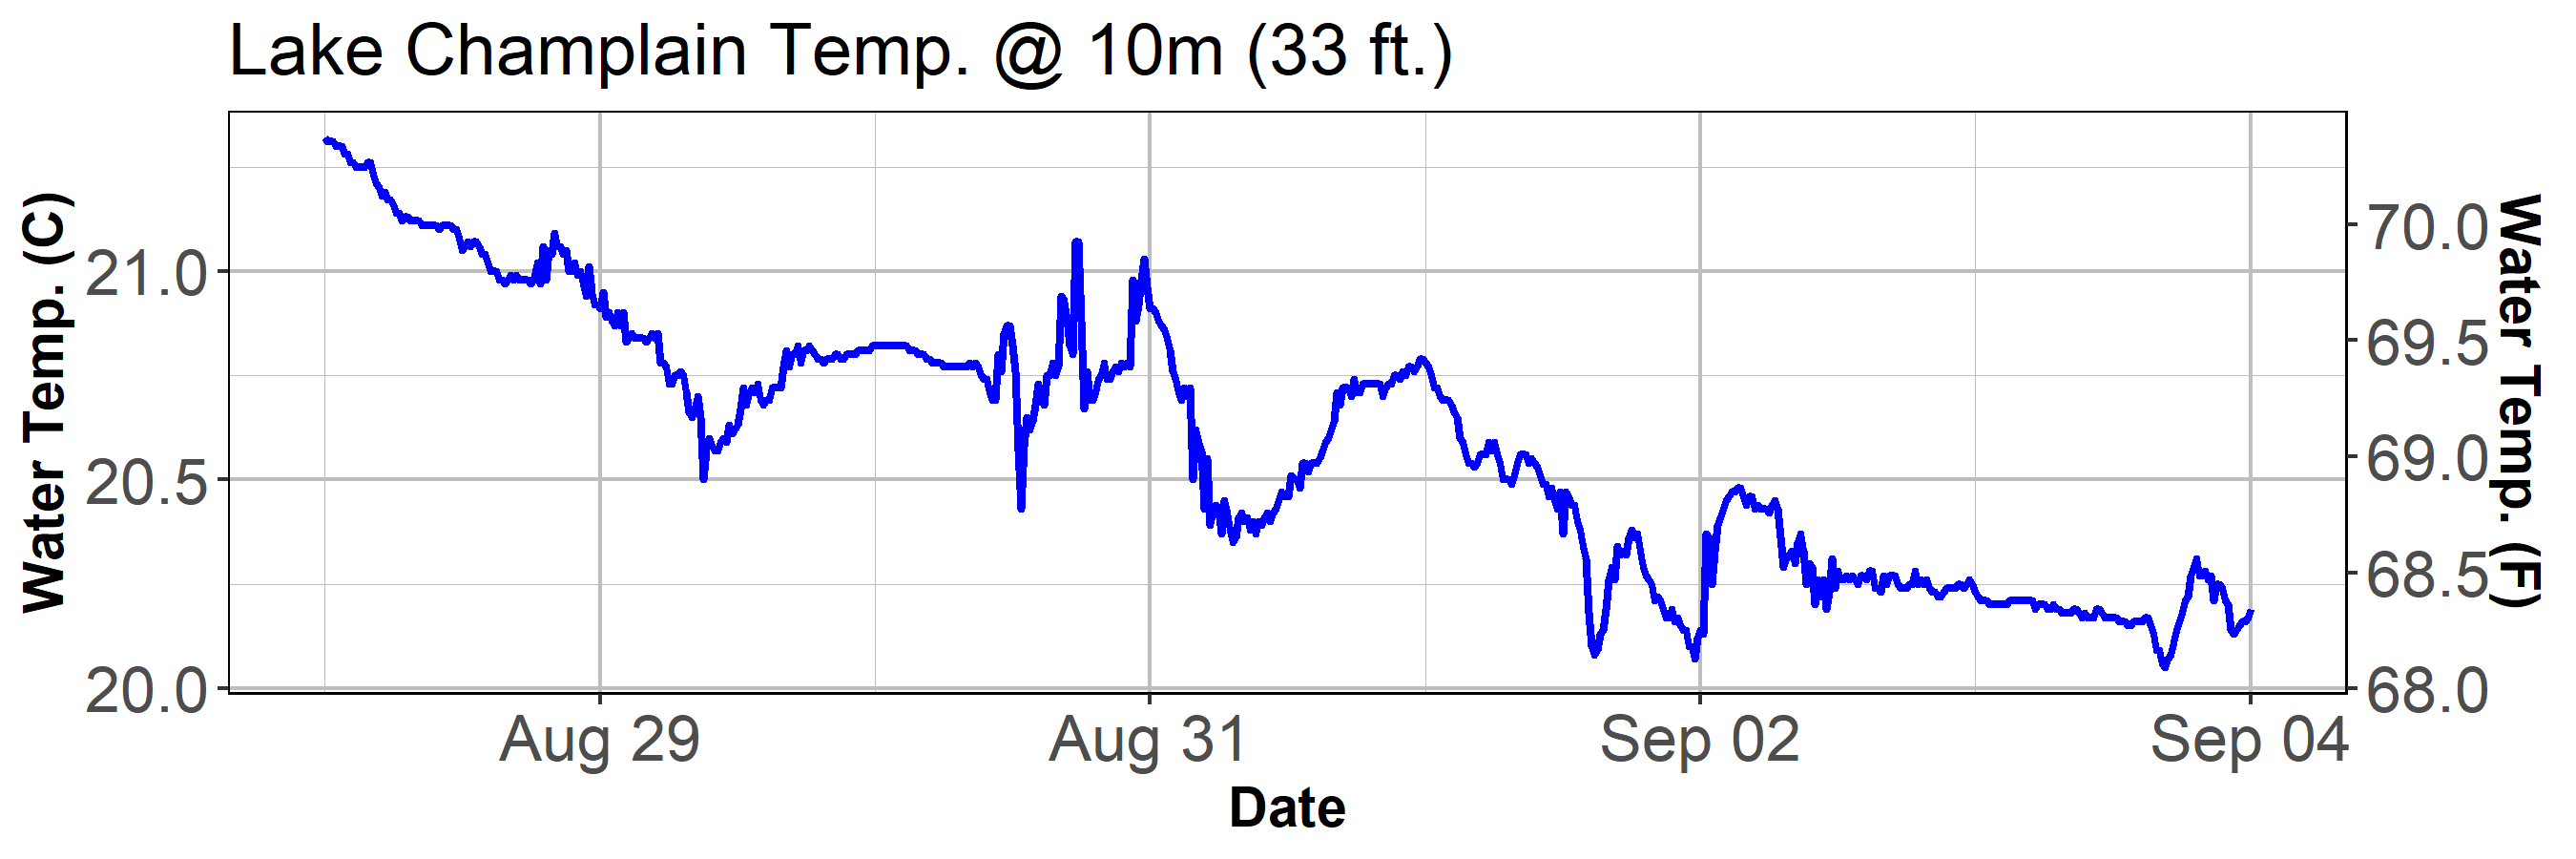 Lake Champlain Temp. @ 10m (33 ft.)
Water Temp. (C)
21.0
20.5
20.0
70.0
69.5
69.0
68.5
68.0
Water Temp. (F)
Aug 29
Aug 31
Sep 02
Sep 04
Date